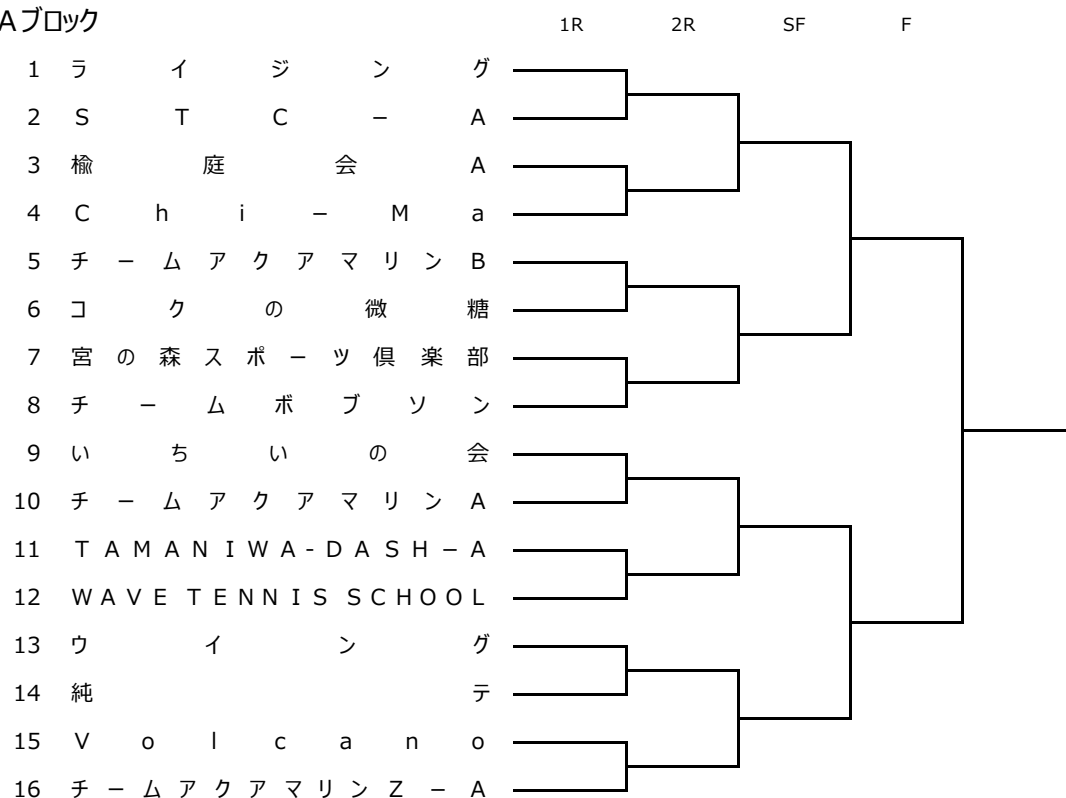 Aブロック
1R 2R SF F
1 ライジング
2 STC－A
3 楡庭会A
4 Chi－Ma
5 チームアクアマリンB
6 コクの微糖
7 宮の森スポーツ倶楽部
8 チームボブソン
9 いちいの会
10 チームアクアマリンA
11 TAMANIWA-DASH－A
12 WAVE TENNIS SCHOOL
13 ウイング
14 純テ
15 Volcano
16 チームアクアマリンZ－A